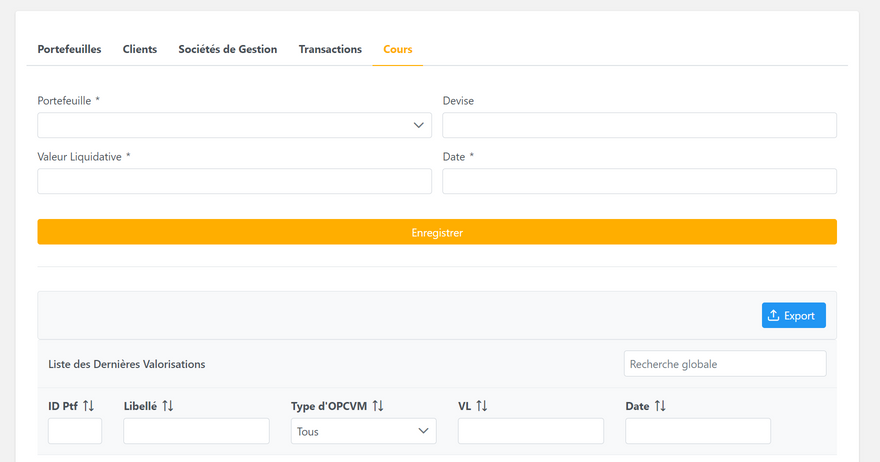 Portefeuilles Clients Sociétés de Gestion Transactions Cours
Portefeuille * Devise
Valeur Liquidative * Date *
Enregistrer
Export
Liste des Dernières Valorisations Recherche globale
ID Ptf Libellé Type d'OPCVM VL Date
Tous